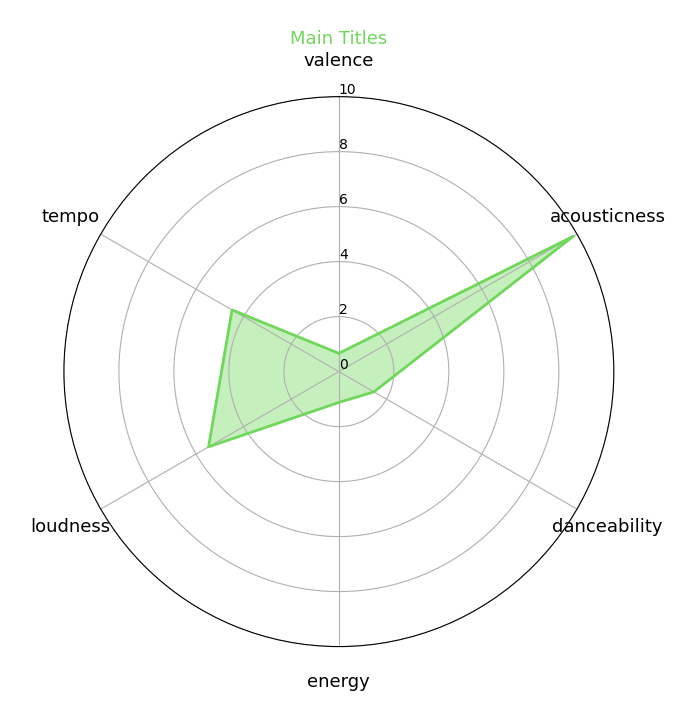 Main Titles
valence
10
8
6
4
2
0
tempo
acousticness
loudness
danceability
energy